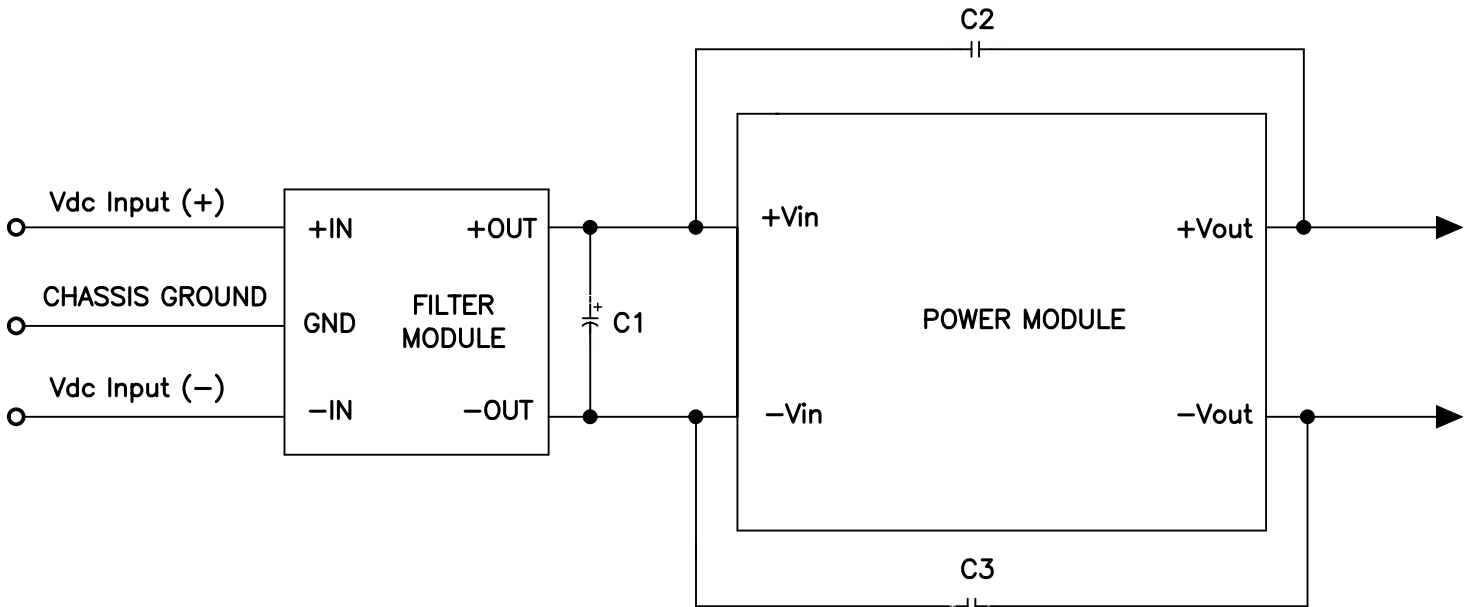 C2
Vdc Input (+)
+IN
+OUT
+Vin
+Vout
CHASSIS GROUND
GND
FILTER
MODULE
+
C1
POWER MODULE
Vdc Input (−)
−IN
−OUT
−Vin
−Vout
C3